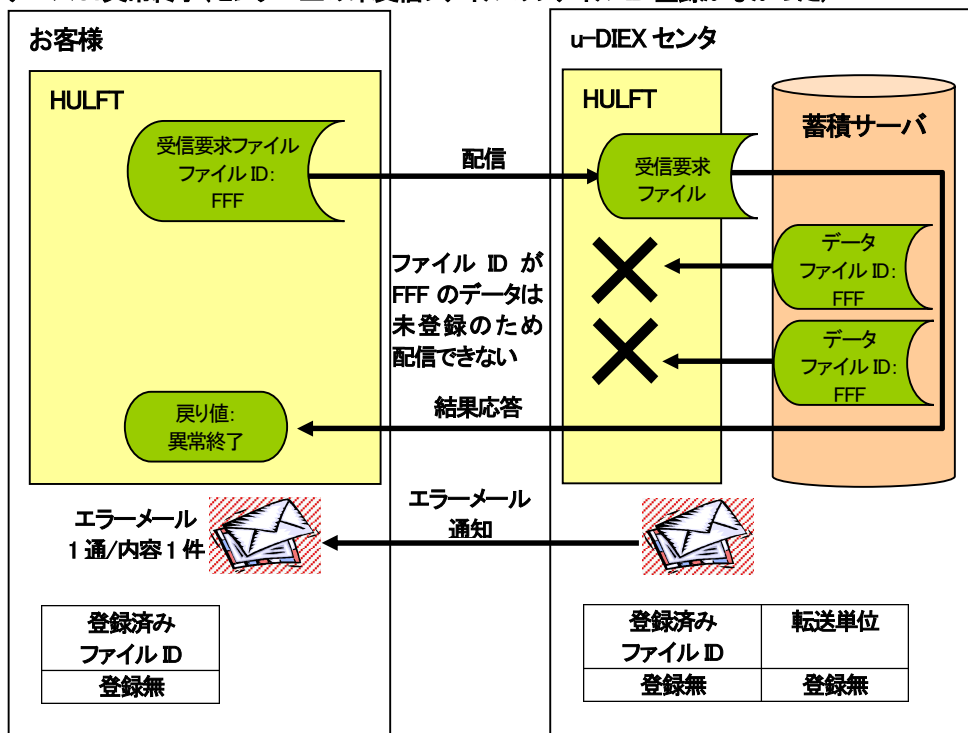 お客様
u-DIEX センタ
HULFT
HULFT
蓄積サーバ
受信要求ファイル
ファイル ID:
FFF
配信
受信要求
ファイル
データ
ファイル ID:
FFF
ファイル ID が
FFF のデータは
未登録のため
配信できない
データ
ファイル ID:
FFF
戻り値:
異常終了
結果応答
エラーメール
1 通/内容 1 件
エラーメール
通知
登録済み
ファイル ID
登録無
登録済み
ファイル ID
転送単位
登録無
登録無